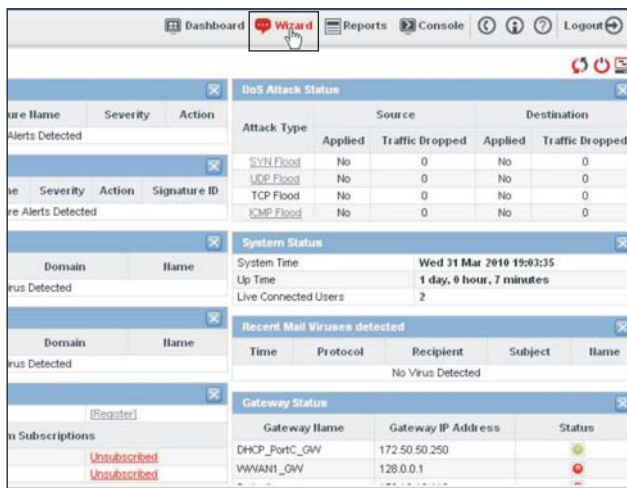 Dashboard Wizard Reports Console Logout
ure Name Severity Action
Alerts Detected
ne Severity Action Signature ID
re Alerts Detected
Domain Name
irus Detected
Domain Name
irus Detected
[Register]
n Subscriptions
Unsubscribed
Unsubscribed
DoS Attack Status
Attack Type Source Destination
Applied Traffic Dropped Applied Traffic Dropped
SYN Flood No 0 No 0
UDP Flood No 0 No 0
TCP Flood No 0 No 0
ICMP Flood No 0 No 0
System Status
System Time Wed 31 Mar 2010 19:03:35
Up Time 1 day, 0 hour, 7 minutes
Live Connected Users 2
Recent Mail Viruses detected
Time Protocol Recipient Subject Name
No Virus Detected
Gateway Status
Gateway Name Gateway IP Address Status
DHCP_PortC_GW 172.50.50.250
WWAN1_GW 128.0.0.1